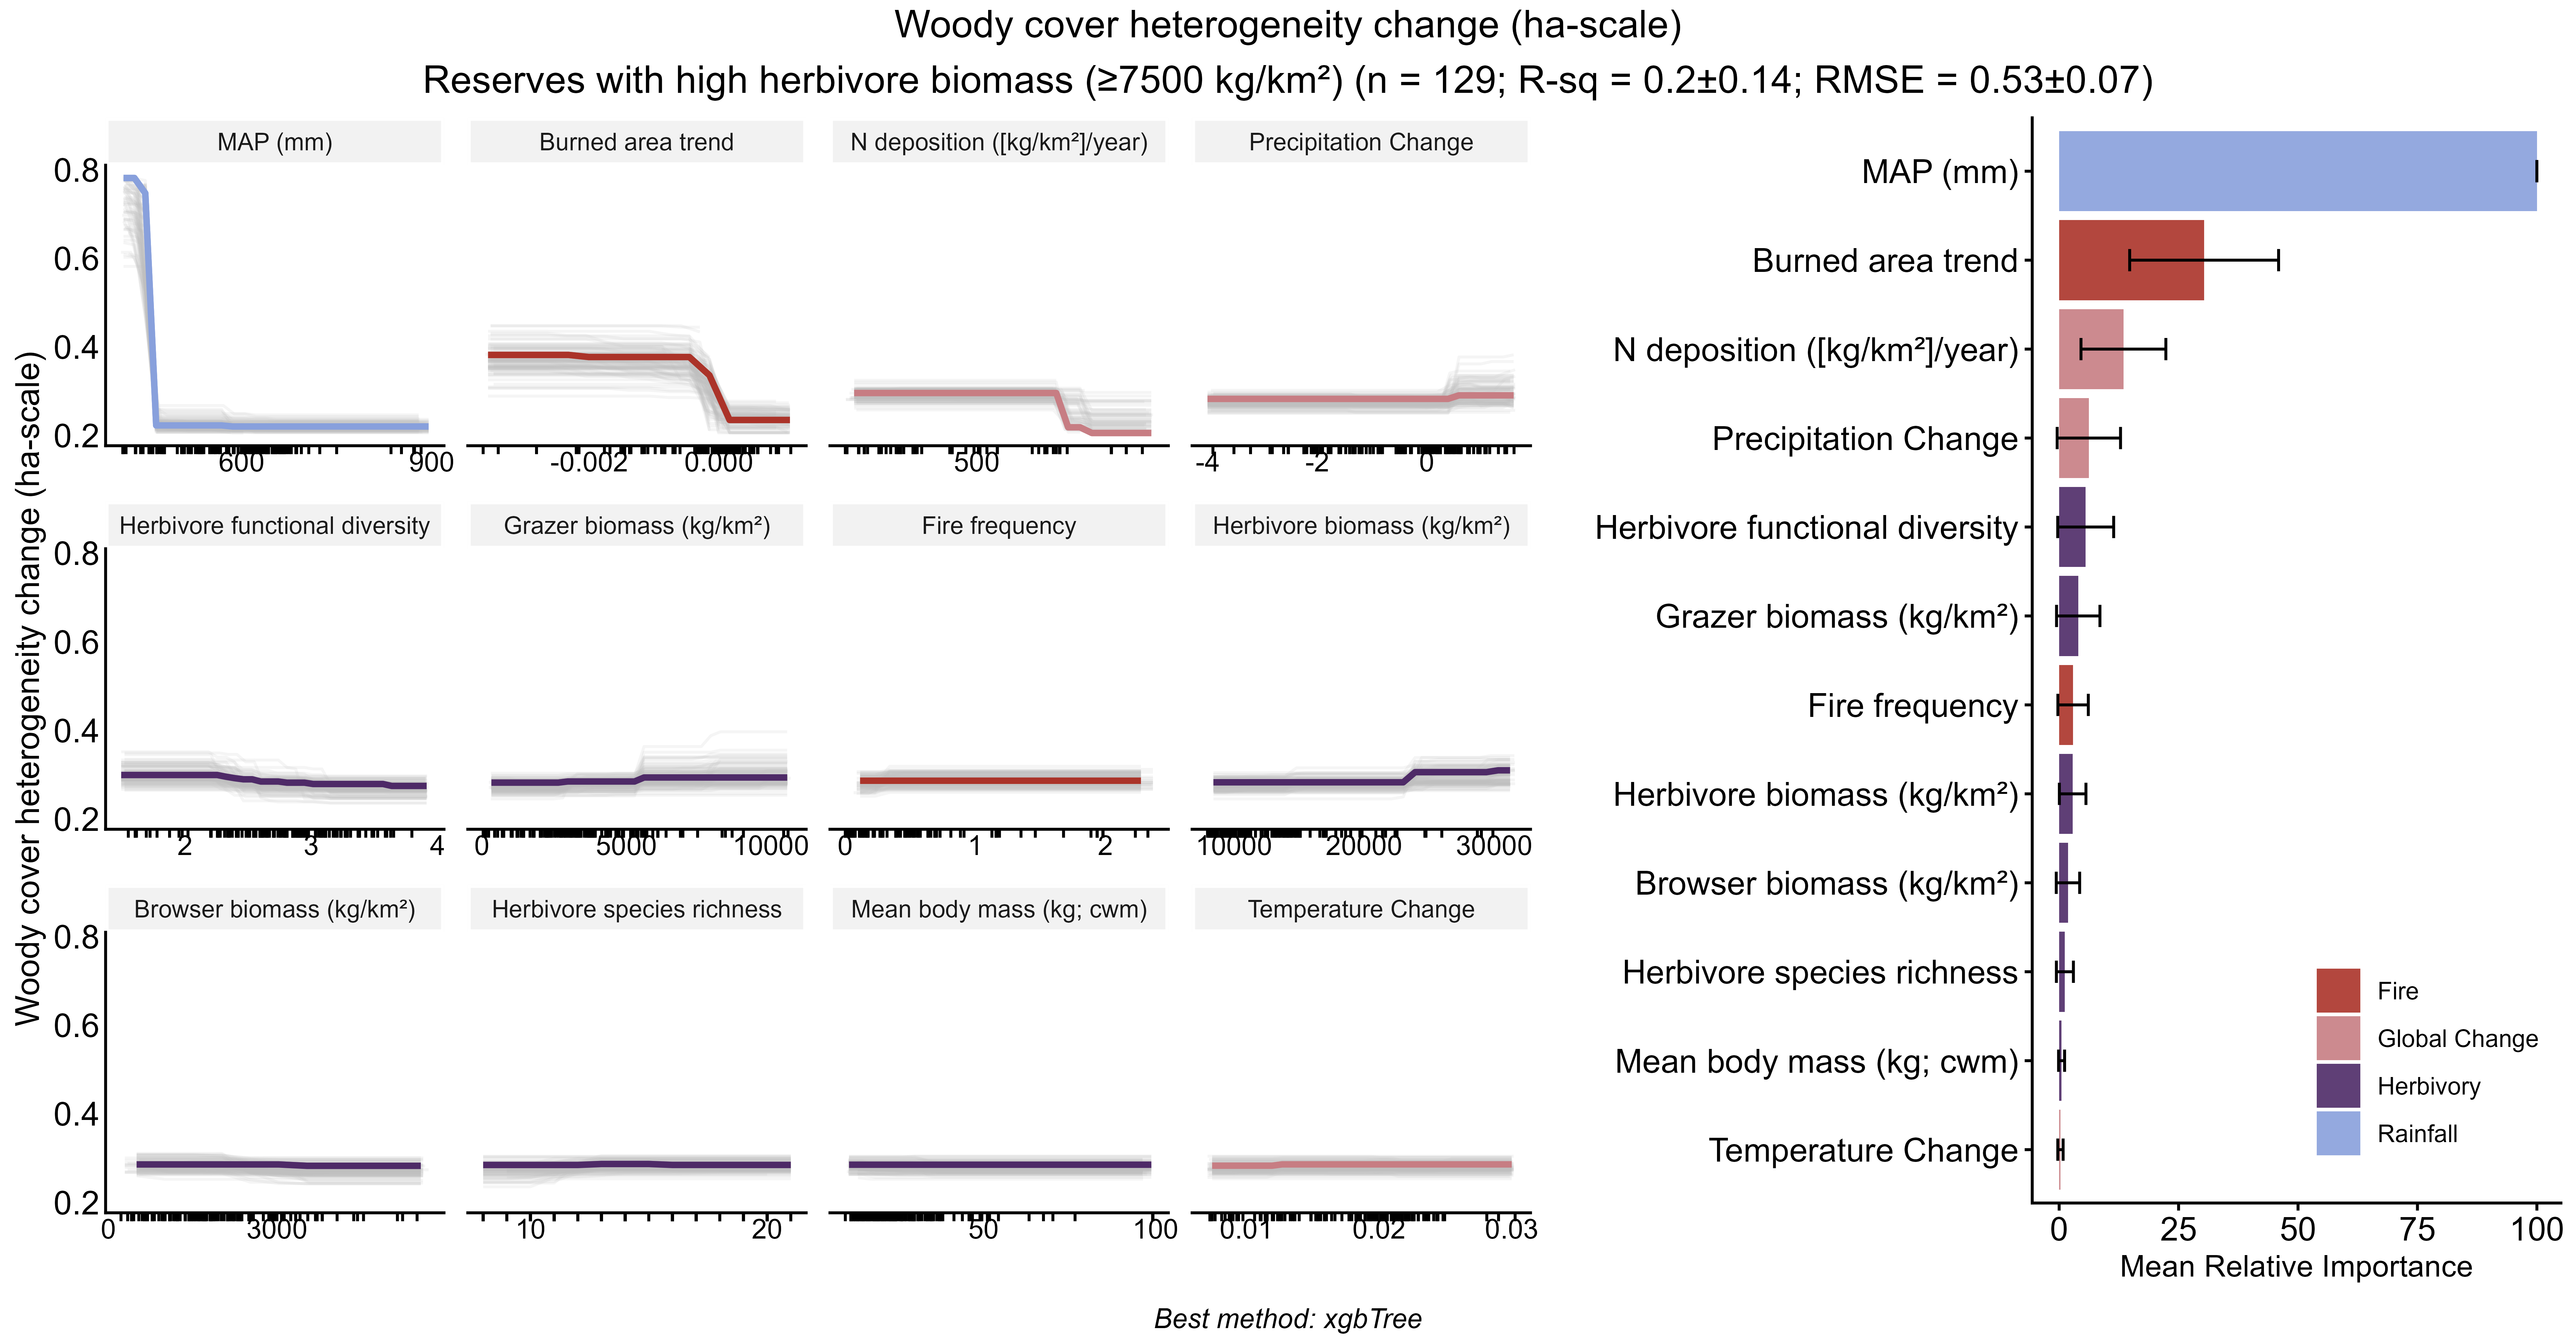 Woody cover heterogeneity change (ha-scale)
Reserves with high herbivore biomass (≥7500 kg/km²) (n = 129; R-sq = 0.2±0.14; RMSE = 0.53±0.07)
Woody cover heterogeneity change (ha-scale)
MAP (mm)
Burned area trend
N deposition ([kg/km²]/year)
Precipitation Change
0.8
0.6
0.4
0.2
600 900
-0.002 0.000
500
-4 -2 0
Herbivore functional diversity
Grazer biomass (kg/km²)
Fire frequency
Herbivore biomass (kg/km²)
0.8
0.6
0.4
0.2
2 3 4
0 5000 10000
0 1 2
10000 20000 30000
Browser biomass (kg/km²)
Herbivore species richness
Mean body mass (kg; cwm)
Temperature Change
0.8
0.6
0.4
0.2
0 3000
10 20
50 100
0.01 0.02 0.03
MAP (mm)
Burned area trend
N deposition ([kg/km²]/year)
Precipitation Change
Herbivore functional diversity
Grazer biomass (kg/km²)
Fire frequency
Herbivore biomass (kg/km²)
Browser biomass (kg/km²)
Herbivore species richness
Mean body mass (kg; cwm)
Temperature Change
Fire
Global Change
Herbivory
Rainfall
0 25 50 75 100
Mean Relative Importance
Best method: xgbTree